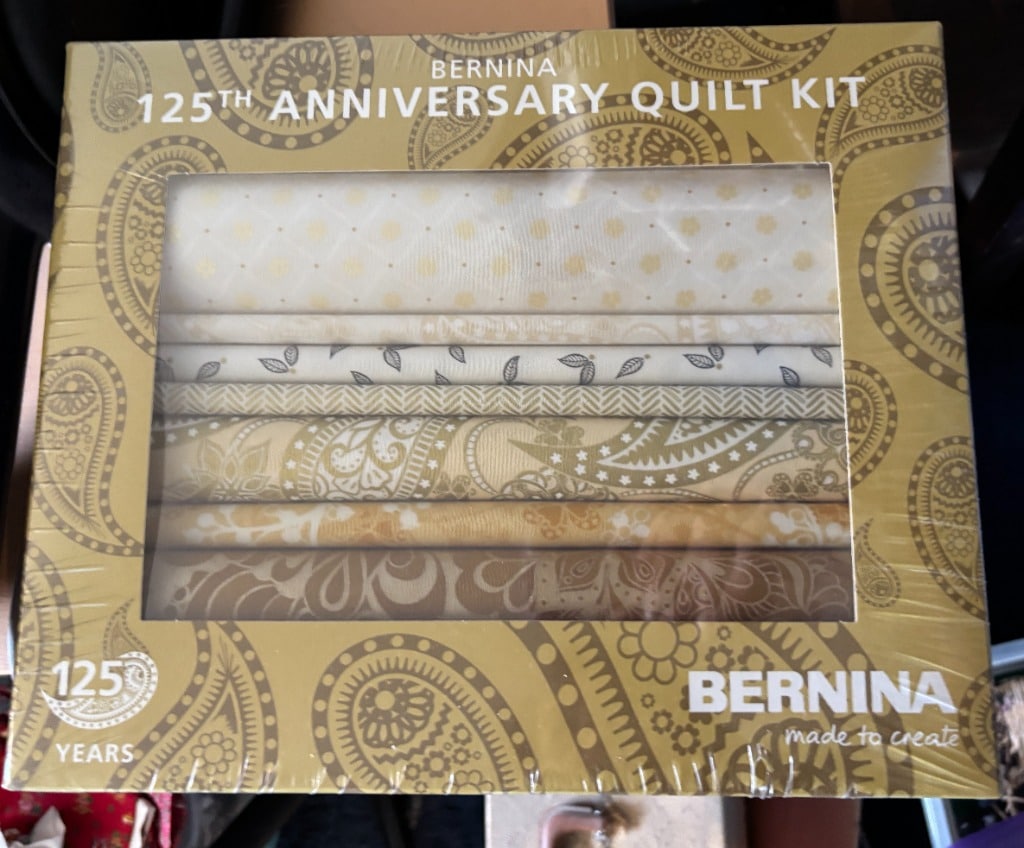 BERNINA
125TH ANNIVERSARY QUILT KIT
125
YEARS
BERNINA
made to create